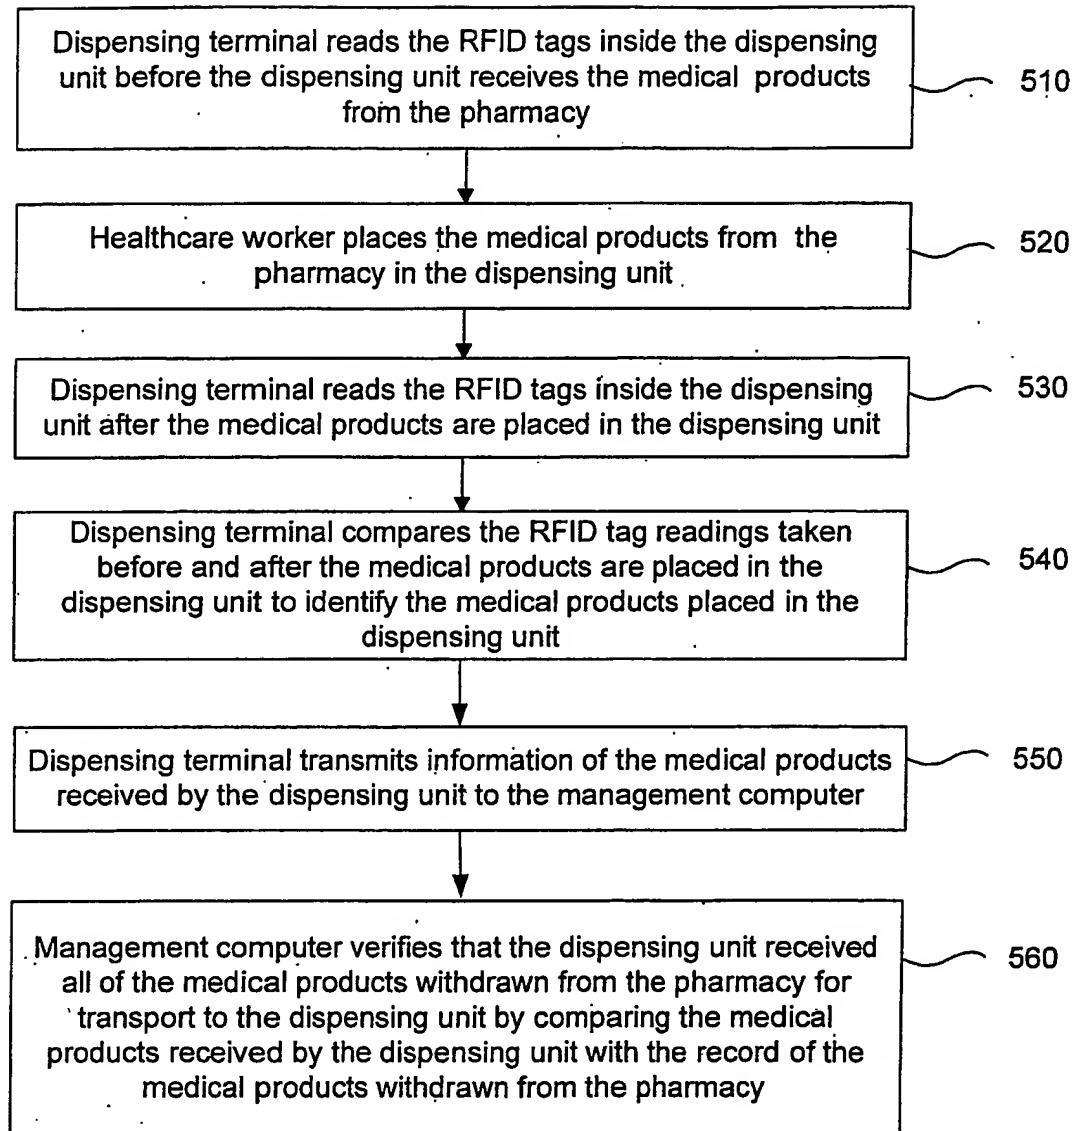 Dispensing terminal reads the RFID tags inside the dispensing
unit before the dispensing unit receives the medical products
from the pharmacy
510
Healthcare worker places the medical products from the
pharmacy in the dispensing unit
520
Dispensing terminal reads the RFID tags inside the dispensing
unit after the medical products are placed in the dispensing unit
530
Dispensing terminal compares the RFID tag readings taken
before and after the medical products are placed in the
dispensing unit to identify the medical products placed in the
dispensing unit
540
Dispensing terminal transmits information of the medical products
received by the dispensing unit to the management computer
550
Management computer verifies that the dispensing unit received
all of the medical products withdrawn from the pharmacy for
transport to the dispensing unit by comparing the medical
products received by the dispensing unit with the record of the
medical products withdrawn from the pharmacy
560